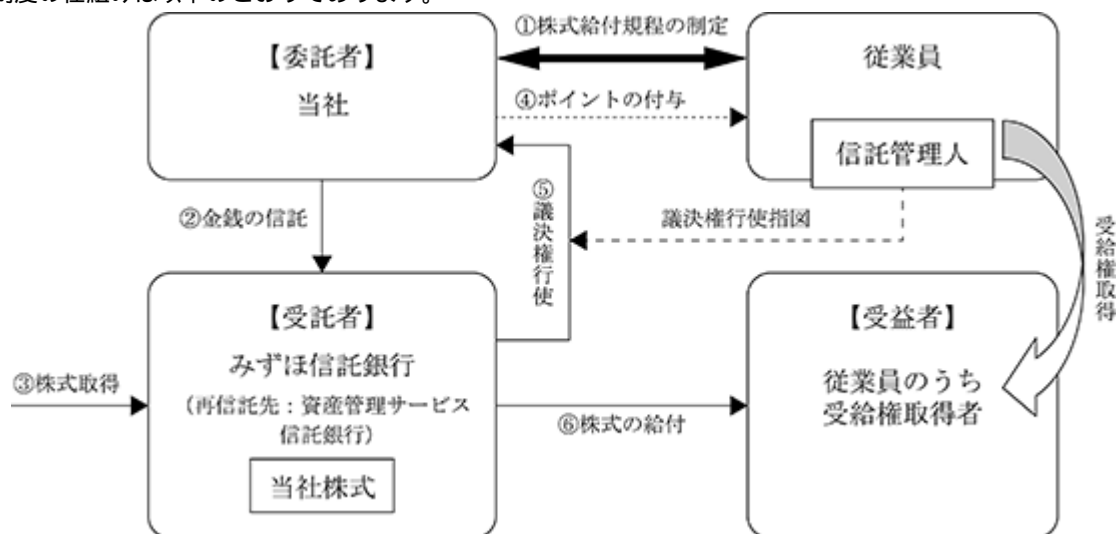 制度の仕組みは以下のとおりであります。
①株式給付規程の制定
【委託者】
当社
従業員
④ポイントの付与
信託管理人
②金銭の信託
⑤議決権行使
議決権行使指図
受給権取得
【受託者】
みずほ信託銀行
(再信託先:資産管理サービス
信託銀行)
当社株式
③株式取得
⑥株式の給付
【受益者】
従業員のうち
受給権取得者